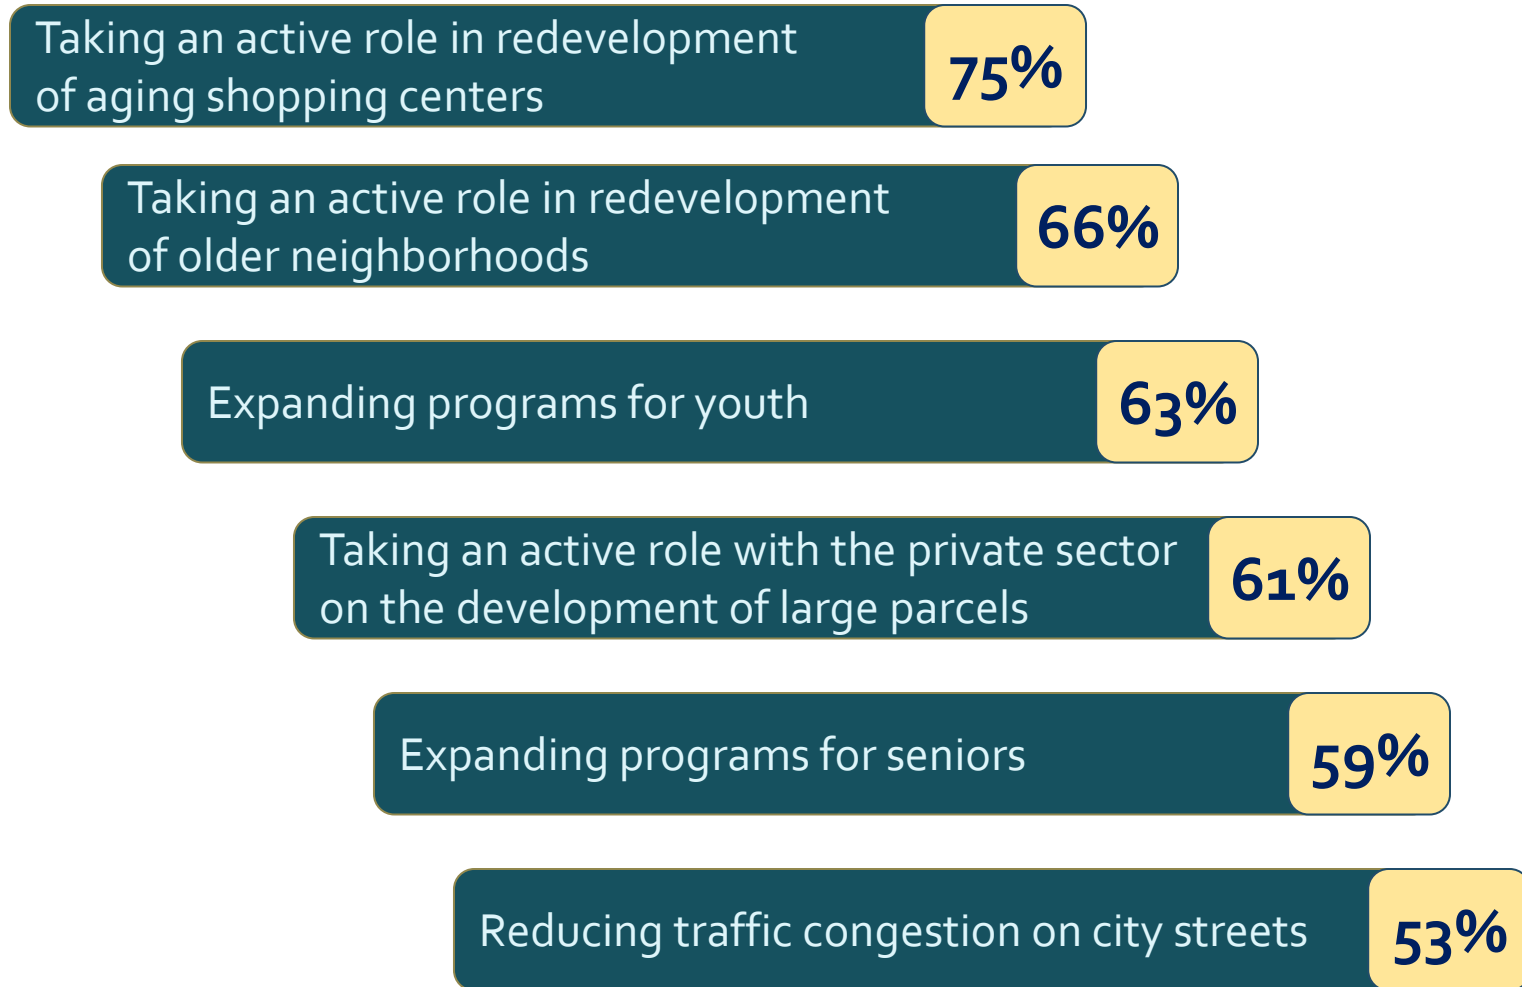 Taking an active role in redevelopment
of aging shopping centers
75%
Taking an active role in redevelopment
of older neighborhoods
66%
Expanding programs for youth
63%
Taking an active role with the private sector
on the development of large parcels
61%
Expanding programs for seniors
59%
Reducing traffic congestion on city streets
53%